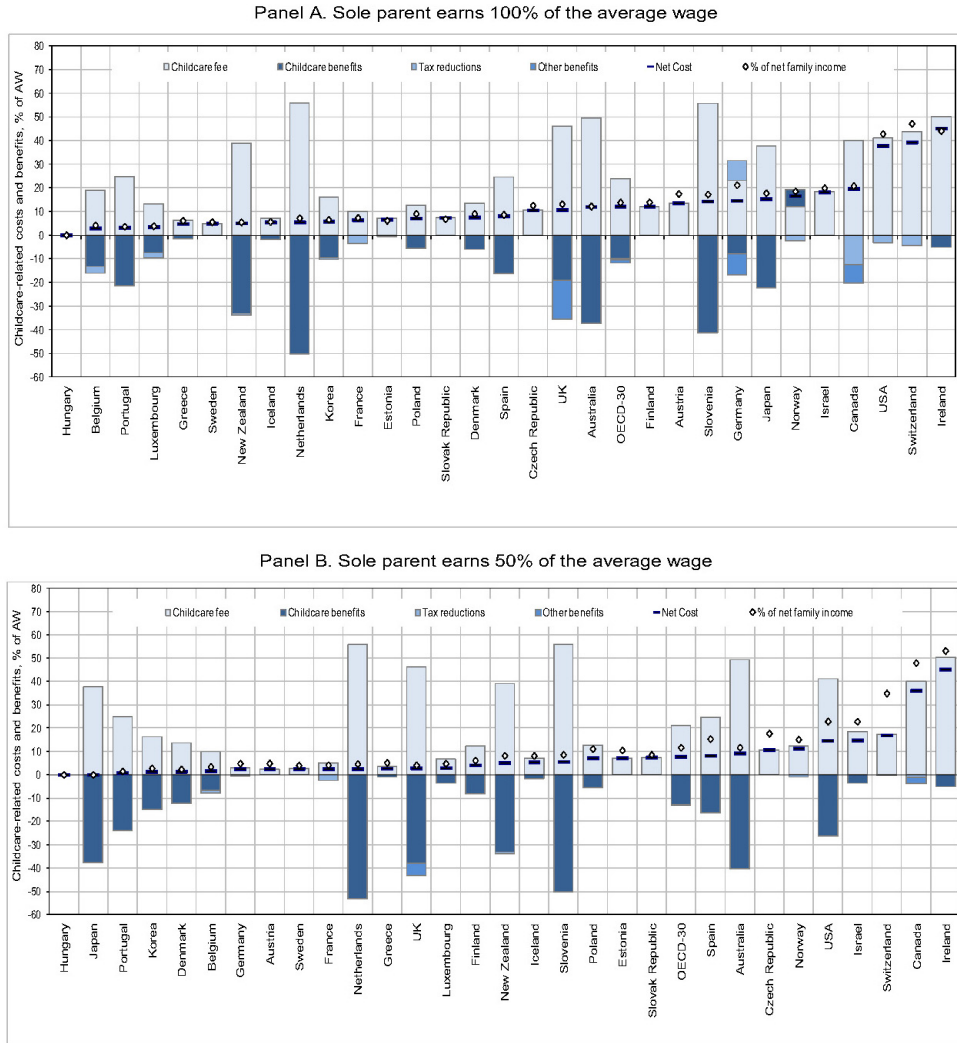 Panel A. Sole parent earns 100% of the average wage
Childcare-related costs and benefits, % of AW
80
70
60
50
40
30
20
10
0
-10
-20
-30
-40
-50
-60
Childcare fee Childcare benefits Tax reductions Other benefits Net Cost % of net family income
Hungary
Belgium
Portugal
Luxembourg
Greece
Sweden
New Zealand
Iceland
Netherlands
Korea
France
Estonia
Poland
Slovak Republic
Denmark
Spain
Czech Republic
UK
Australia
OECD-30
Finland
Austria
Slovenia
Germany
Japan
Norway
Israel
Canada
USA
Switzerland
Ireland
Panel B. Sole parent earns 50% of the average wage
Childcare-related costs and benefits, % of AW
80
70
60
50
40
30
20
10
0
-10
-20
-30
-40
-50
-60
Childcare fee Childcare benefits Tax reductions Other benefits Net Cost % of net family income
Hungary
Japan
Portugal
Korea
Denmark
Belgium
Germany
Austria
Sweden
France
Netherlands
Greece
UK
Luxembourg
Finland
New Zealand
Iceland
Slovenia
Poland
Estonia
Slovak Republic
OECD-30
Spain
Australia
Czech Republic
Norway
USA
Israel
Switzerland
Canada
Ireland